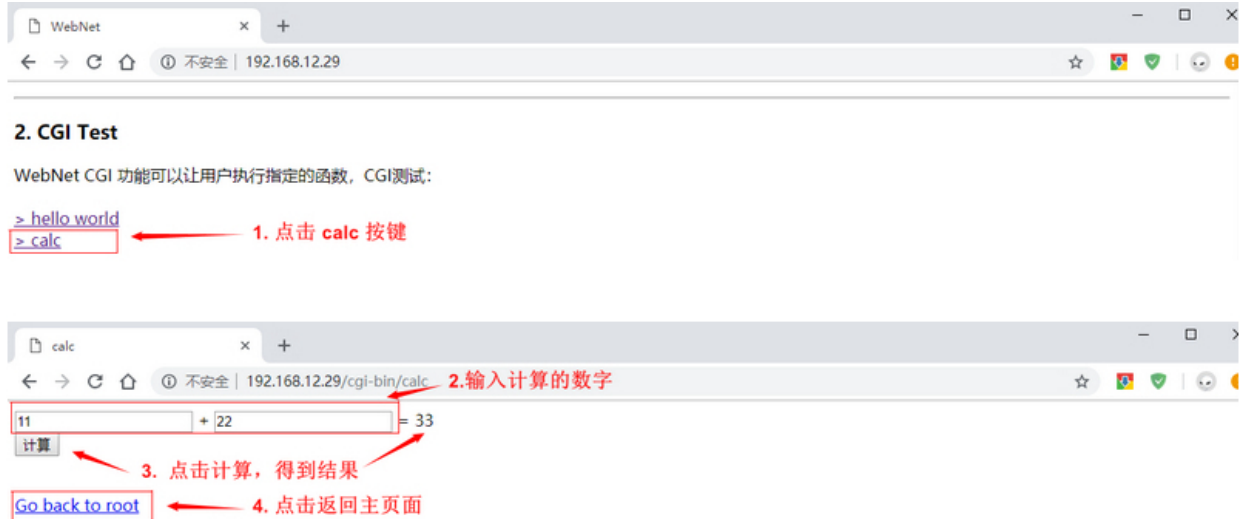 WebNet
不安全 | 192.168.12.29
2. CGI Test
WebNet CGI 功能可以让用户执行指定的函数，CGI测试：
> hello world
> calc
1. 点击 calc 按键
calc
不安全 | 192.168.12.29/cgi-bin/calc
2.输入计算的数字
11 + 22 = 33
计算
3. 点击计算，得到结果
Go back to root
4. 点击返回主页面